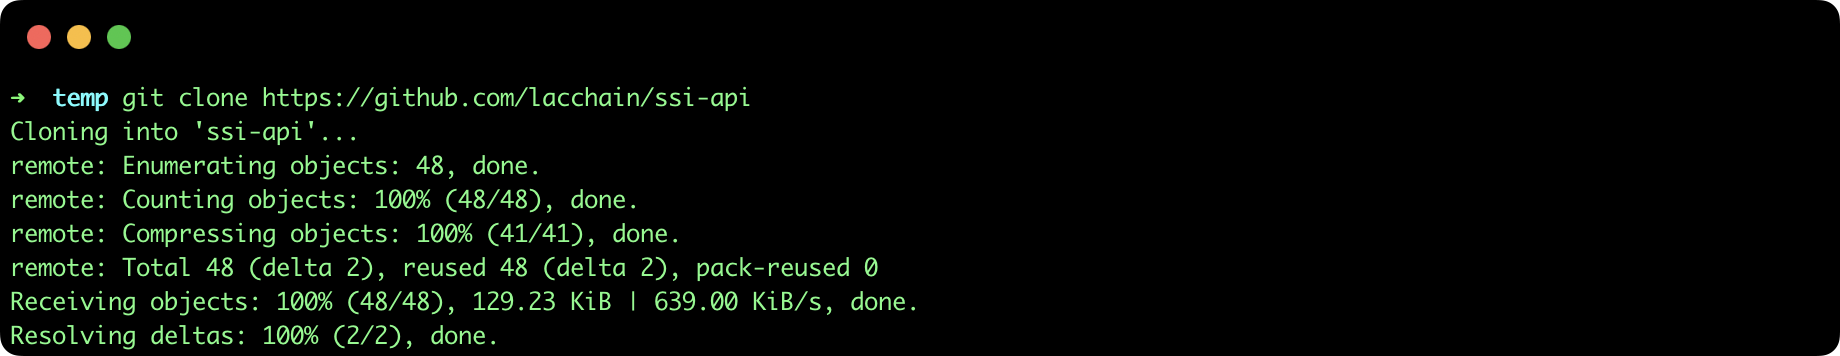 ➜  temp git clone https://github.com/lacchain/ssi-api
Cloning into 'ssi-api'...
remote: Enumerating objects: 48, done.
remote: Counting objects: 100% (48/48), done.
remote: Compressing objects: 100% (41/41), done.
remote: Total 48 (delta 2), reused 48 (delta 2), pack-reused 0
Receiving objects: 100% (48/48), 129.23 KiB | 639.00 KiB/s, done.
Resolving deltas: 100% (2/2), done.